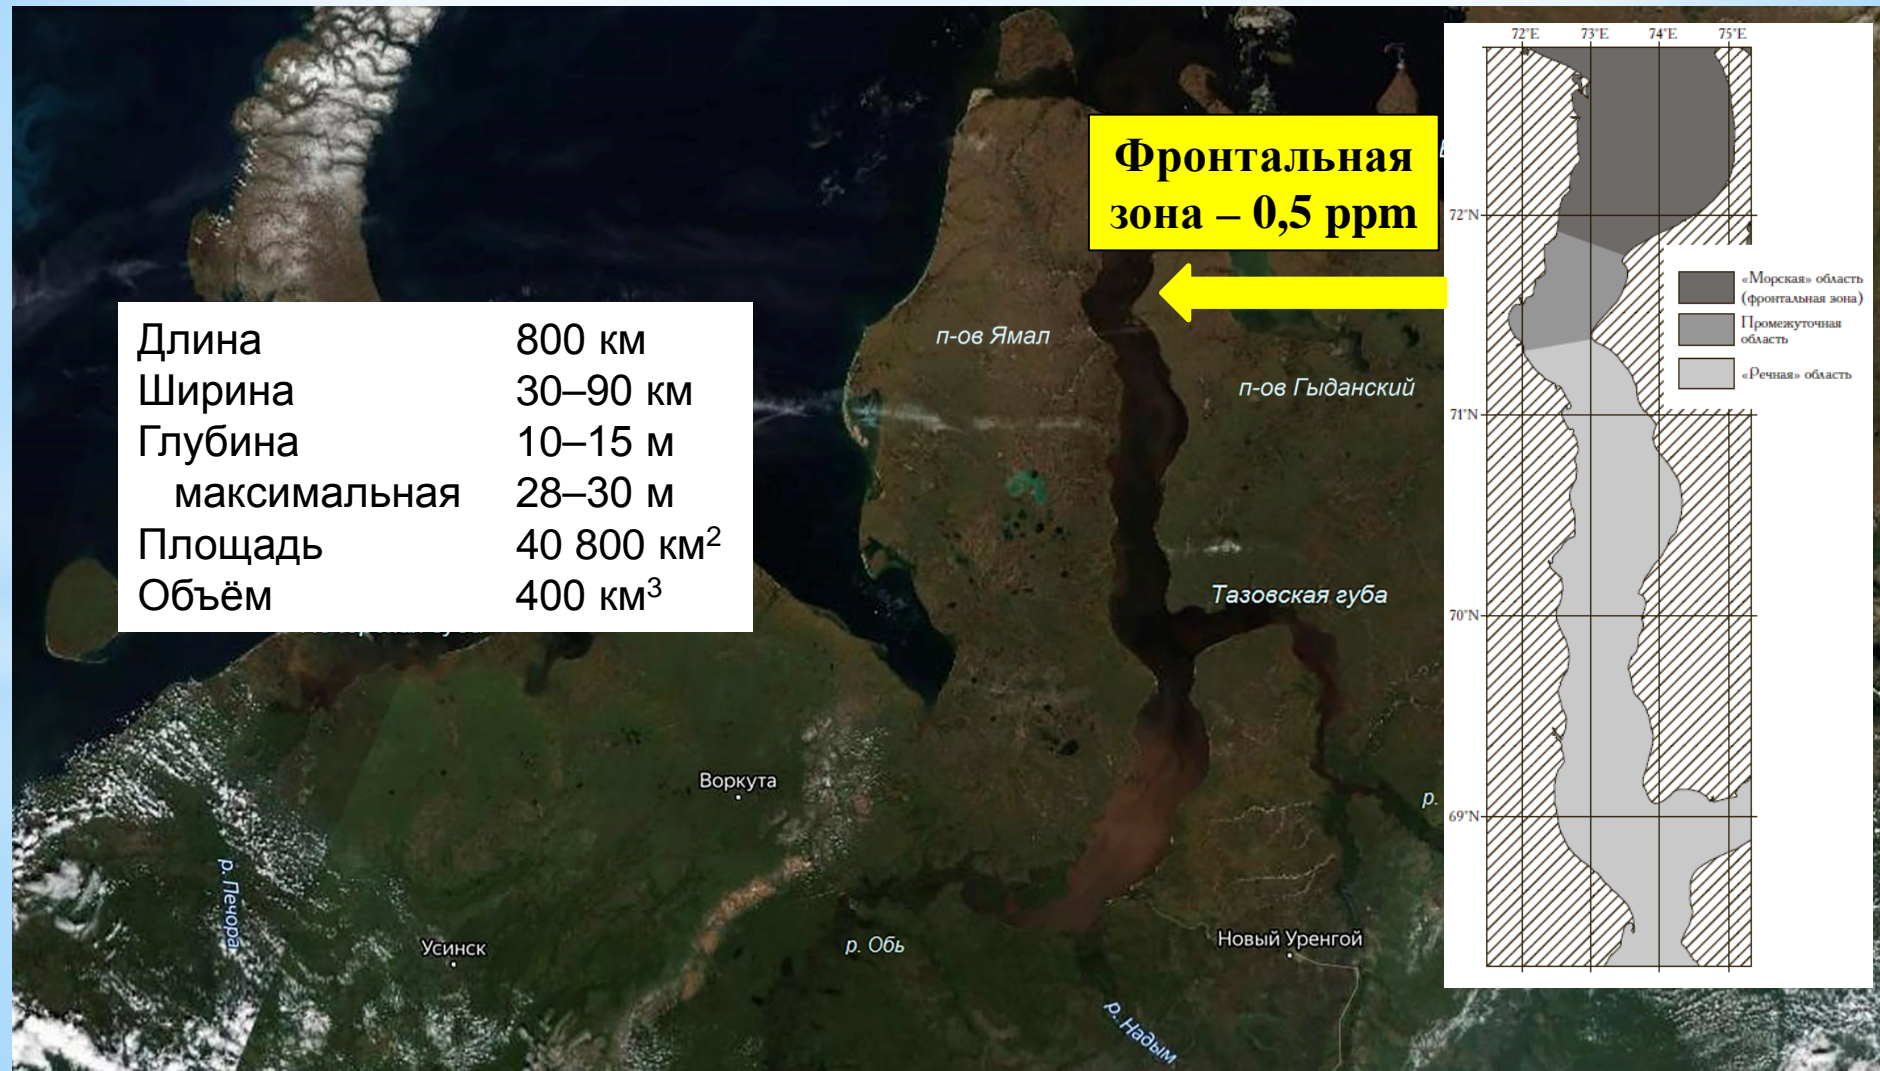 Фронтальная
зона – 0,5 ppm
Длина 800 км
Ширина 30–90 км
Глубина 10–15 м
максимальная 28–30 м
Площадь 40 800 км²
Объём 400 км³
п-ов Ямал
п-ов Гыданский
Тазовская губа
Воркута
р. Печора
Усинск
р. Обь
Новый Уренгой
р. Надым
р.
72°E 73°E 74°E 75°E
72°N
71°N
70°N
69°N
«Морская» область
(фронтальная зона)
Промежуточная
область
«Речная» область